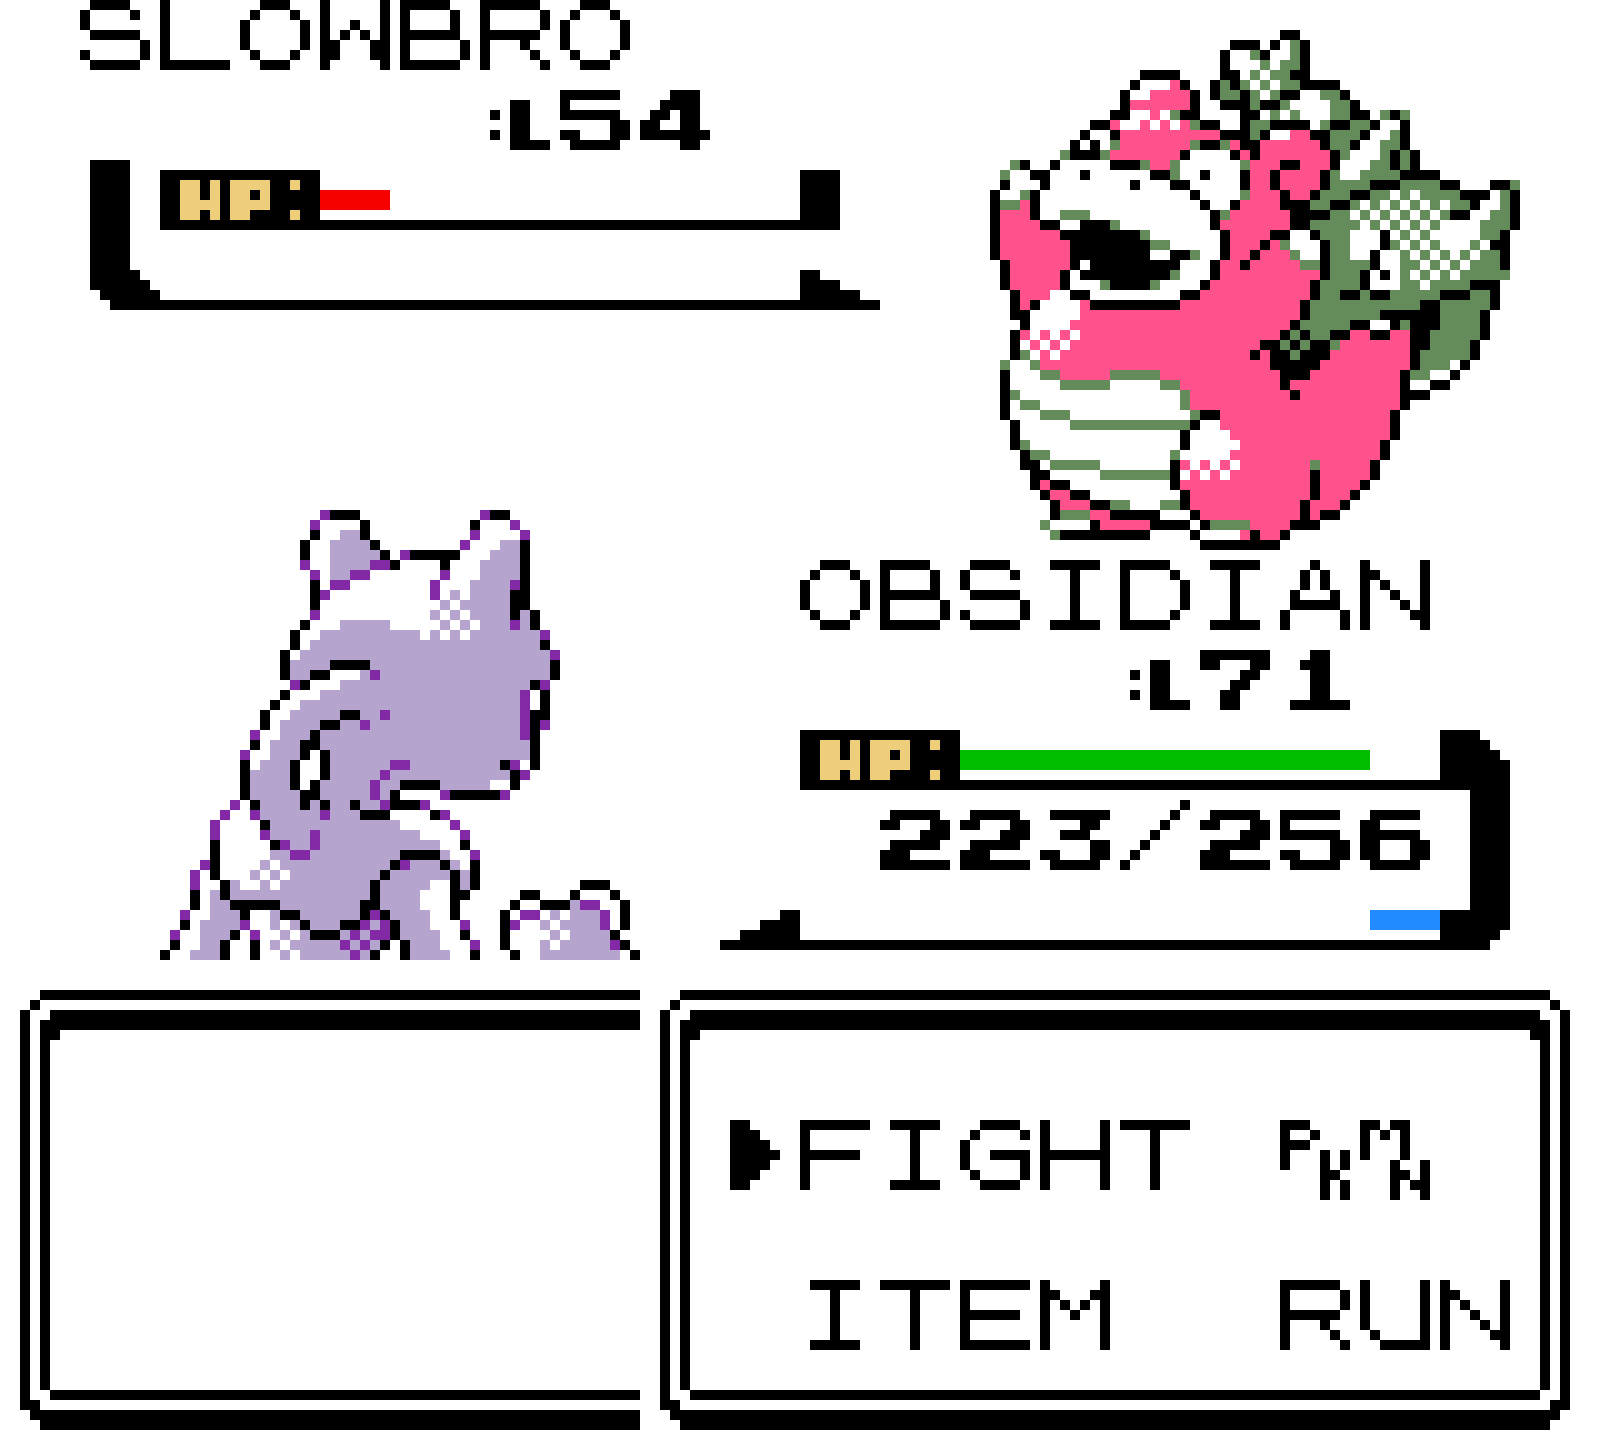 SLOWBRO
:L54
HP:
OBSIDIAN
:L71
HP:
223/256
▶FIGHT PKMN
ITEM RUN